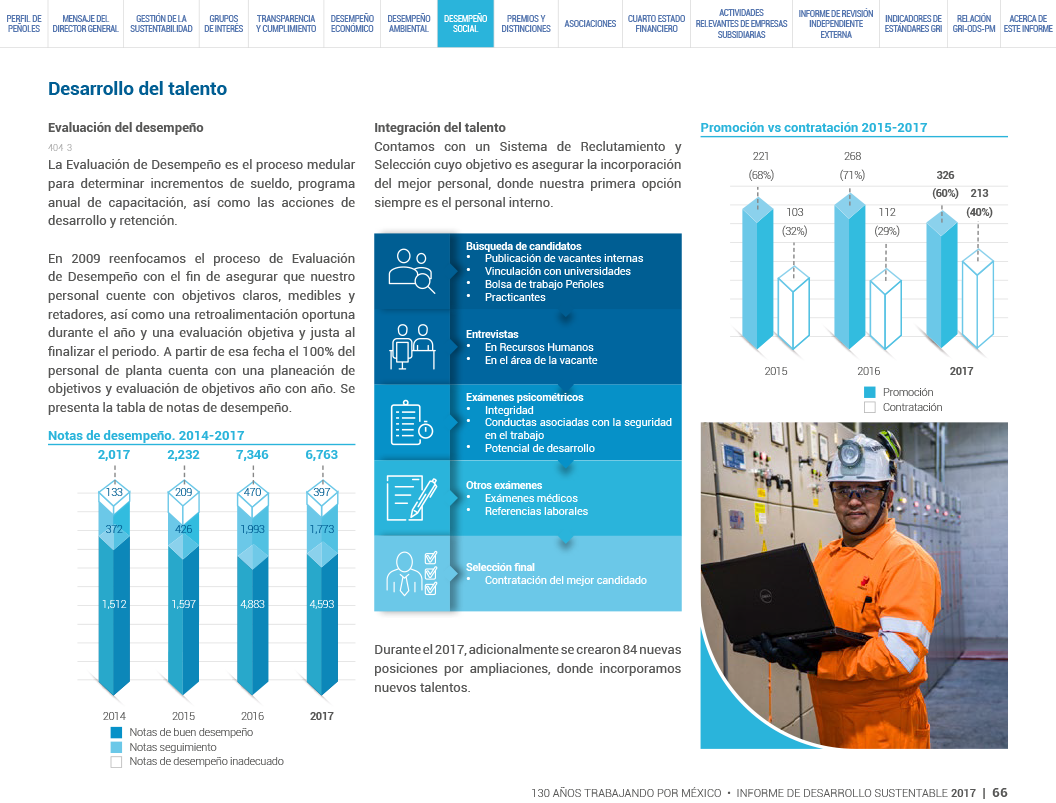 PERFIL DE
PEÑOLES
MENSAJE DEL
DIRECTOR GENERAL
GESTIÓN DE LA
SUSTENTABILIDAD
GRUPOS
DE INTERÉS
TRANSPARENCIA
Y CUMPLIMIENTO
DESEMPEÑO
ECONÓMICO
DESEMPEÑO
AMBIENTAL
DESEMPEÑO
SOCIAL
PREMIOS Y
DISTINCIONES
ASOCIACIONES
CUARTO ESTADO
FINANCIERO
ACTIVIDADES
RELEVANTES DE EMPRESAS
SUBSIDIARIAS
INFORME DE REVISIÓN
INDEPENDIENTE
EXTERNA
INDICADORES DE
ESTÁNDARES GRI
RELACIÓN
GRI-ODS-PM
ACERCA DE
ESTE INFORME
Desarrollo del talento
Evaluación del desempeño
404 3
La Evaluación de Desempeño es el proceso medular
para determinar incrementos de sueldo, programa
anual de capacitación, así como las acciones de
desarrollo y retención.
En 2009 reenfocamos el proceso de Evaluación
de Desempeño con el fin de asegurar que nuestro
personal cuente con objetivos claros, medibles y
retadores, así como una retroalimentación oportuna
durante el año y una evaluación objetiva y justa al
finalizar el periodo. A partir de esa fecha el 100% del
personal de planta cuenta con una planeación de
objetivos y evaluación de objetivos año con año. Se
presenta la tabla de notas de desempeño.
Notas de desempeño. 2014-2017
2,017 2,232 7,346 6,763
133 209 470 397
372 426 1,993 1,773
1,512 1,597 4,883 4,593
2014 2015 2016 2017
Notas de buen desempeño
Notas seguimiento
Notas de desempeño inadecuado
Integración del talento
Contamos con un Sistema de Reclutamiento y
Selección cuyo objetivo es asegurar la incorporación
del mejor personal, donde nuestra primera opción
siempre es el personal interno.
Búsqueda de candidatos
• Publicación de vacantes internas
• Vinculación con universidades
• Bolsa de trabajo Peñoles
• Practicantes
Entrevistas
• En Recursos Humanos
• En el área de la vacante
Exámenes psicométricos
• Integridad
• Conductas asociadas con la seguridad
en el trabajo
• Potencial de desarrollo
Otros exámenes
• Exámenes médicos
• Referencias laborales
Selección final
• Contratación del mejor candidado
Durante el 2017, adicionalmente se crearon 84 nuevas
posiciones por ampliaciones, donde incorporamos
nuevos talentos.
Promoción vs contratación 2015-2017
221 268 326
(68%) (71%) (60%)
103 112 213
(32%) (29%) (40%)
2015 2016 2017
Promoción
Contratación
DELL
130 AÑOS TRABAJANDO POR MÉXICO • INFORME DE DESARROLLO SUSTENTABLE 2017 | 66